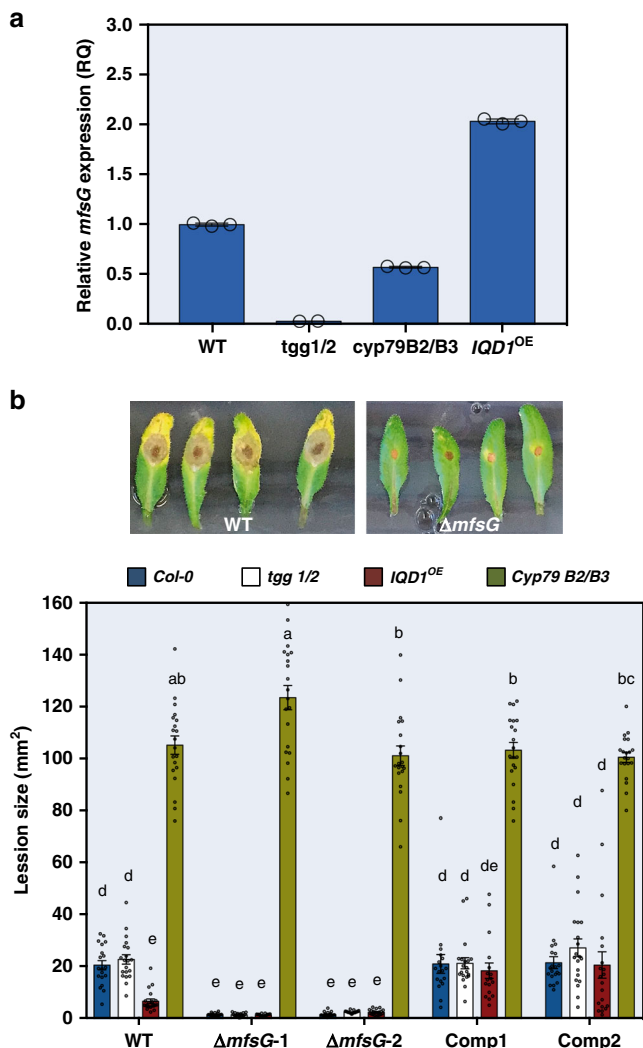 a
Relative mfsG expression (RQ)
3.0
2.5
2.0
1.5
1.0
0.5
0.0
WT tgg1/2 cyp79B2/B3 IQD1OE
b
WT
ΔmfsG
Col-0 tgg 1/2 IQD1OE Cyp79 B2/B3
Lession size (mm2)
160
140
120
100
80
60
40
20
0
d d e ab
e e e a
e e e b
d d de b
d d d bc
WT ΔmfsG-1 ΔmfsG-2 Comp1 Comp2